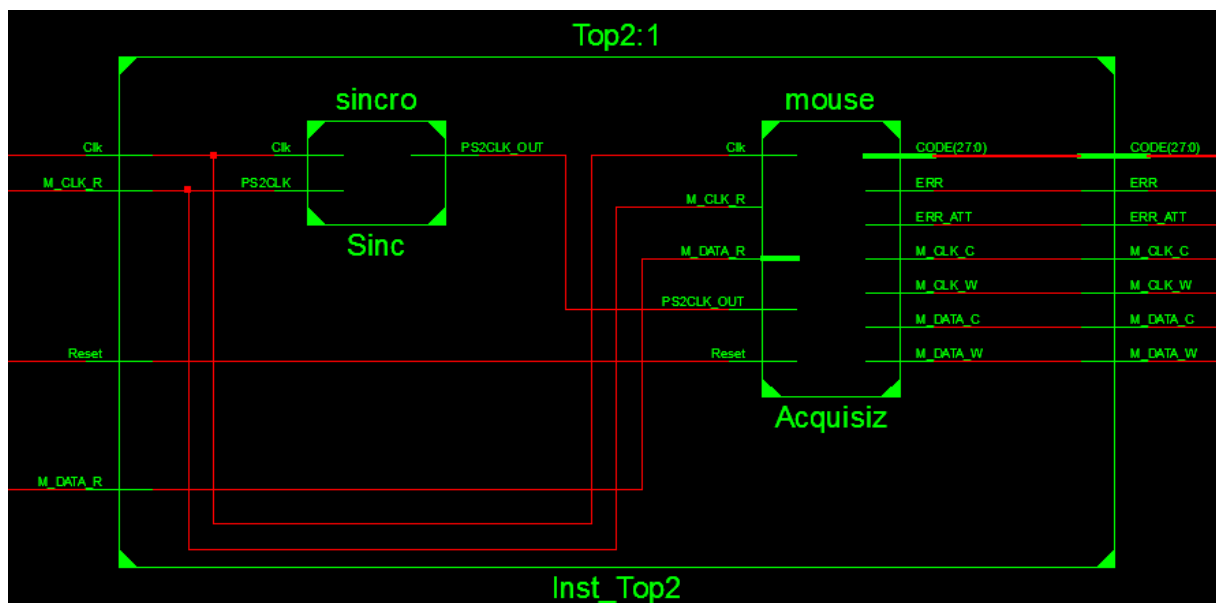 Top2:1
sincro
mouse
Clk
Clk
PS2CLK_OUT
Clk
CODE(27:0)
CODE(27:0)
M_CLK_R
PS2CLK
M_CLK_R
ERR
ERR
Sinc
ERR_ATT
ERR_ATT
M_DATA_R
M_CLK_C
M_CLK_C
M_CLK_W
M_CLK_W
PS2CLK_OUT
M_DATA_C
M_DATA_C
Reset
Reset
M_DATA_W
M_DATA_W
Acquisiz
M_DATA_R
Inst_Top2